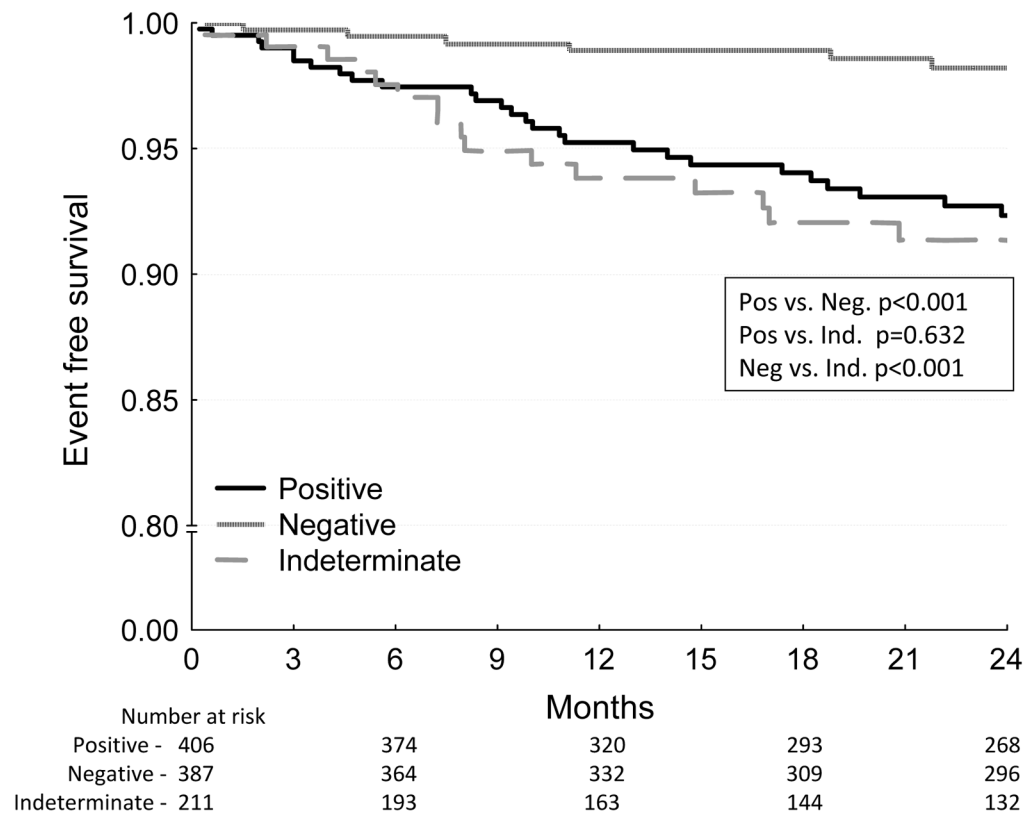 1.00
0.95
0.90
0.85
0.80
0.00
Event free survival
Pos vs. Neg. p<0.001
Pos vs. Ind. p=0.632
Neg vs. Ind. p<0.001
Positive
Negative
Indeterminate
0 3 6 9 12 15 18 21 24
Months
Number at risk
Positive - 406 374 320 293 268
Negative - 387 364 332 309 296
Indeterminate - 211 193 163 144 132